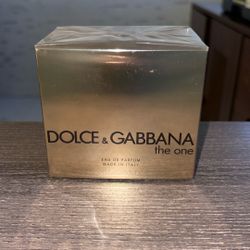 DOLCE & GABBANA
the one
EAU DE PARFUM
MADE IN ITALY